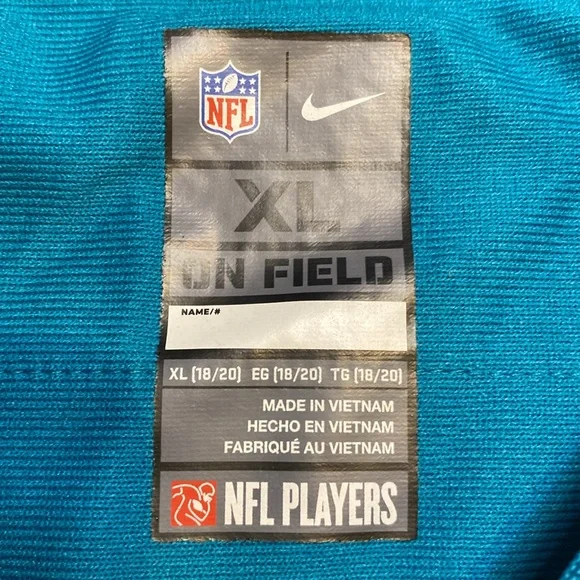 NFL
XL
ON FIELD
NAME/#
XL (18/20) EG (18/20) TG (18/20)
MADE IN VIETNAM
HECHO EN VIETNAM
FABRIQUÉ AU VIETNAM
NFL PLAYERS